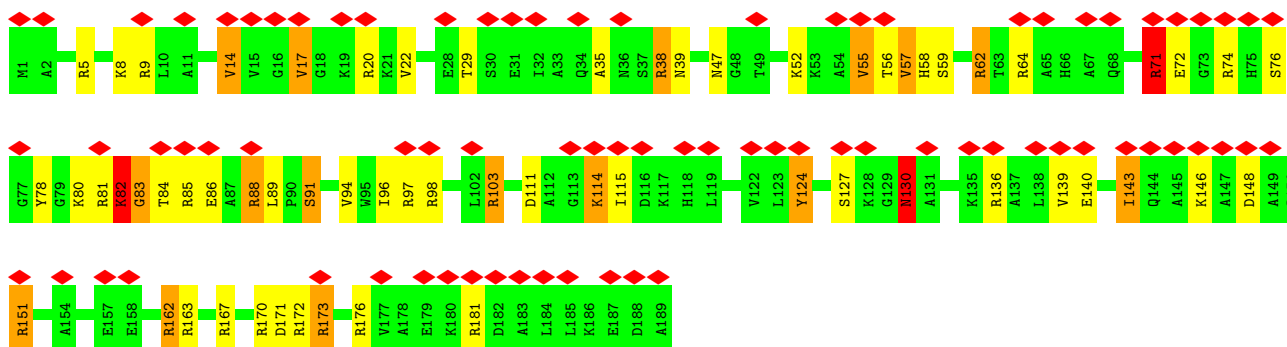 M1 A2 R5 K8 R9 L10 A11 V14 V15 G16 V17 G18 K19 R20 K21 V22 E28 T29 S30 E31 I32 A33 Q34 A35 N36 S37 R38 N39 N47 G48 T49 K52 K53 A54 V55 T56 V57 H58 S59 R62 T63 R64 A65 H66 A67 Q68 R71 E72 G73 R74 H75 S76
G77 Y78 G79 K80 R81 K82 G83 T84 R85 E86 A87 R88 L89 P90 S91 V94 W95 I96 R97 R98 L102 R103 D111 A112 G113 K114 I115 D116 K117 H118 L119 V122 L123 Y124 S127 K128 G129 N130 A131 K135 R136 A137 L138 V139 E140 I143 Q144 A145 K146 A147 D148 A149
R151 A154 E157 E158 R162 R163 R167 R170 D171 R172 R173 R176 V177 A178 E179 K180 R181 D182 A183 L184 L185 K186 E187 D188 A189